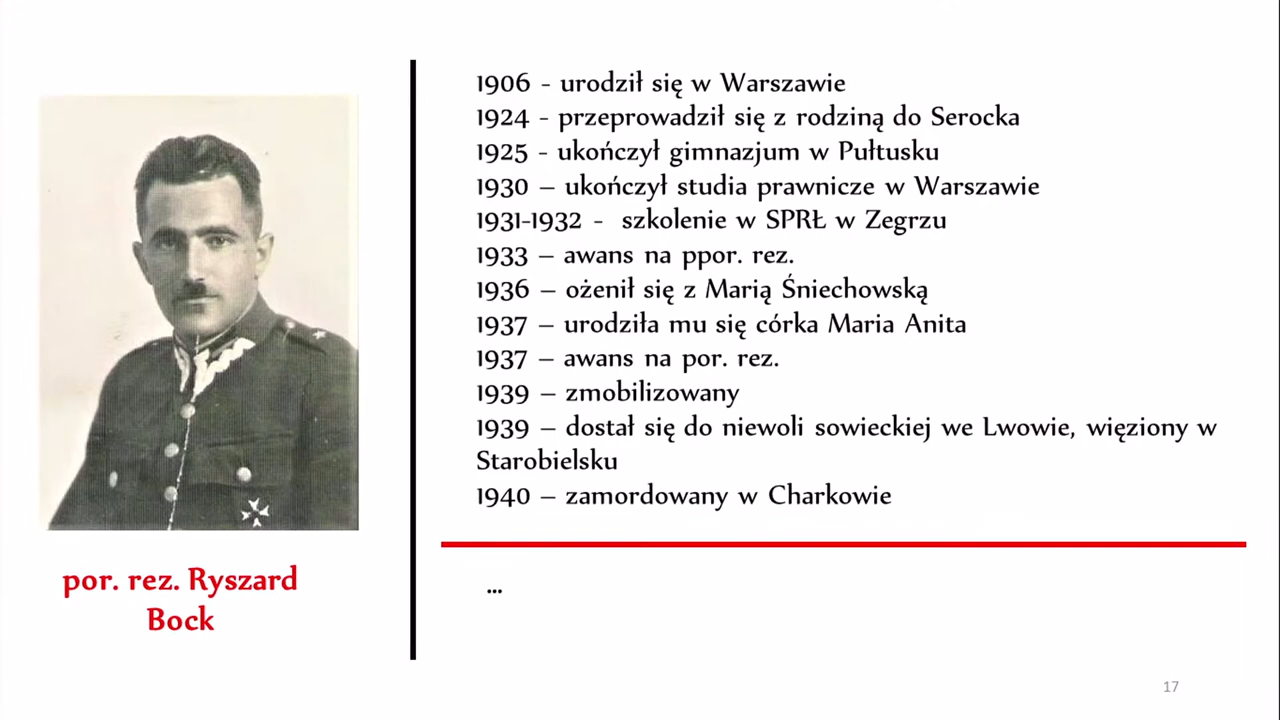 1906 - urodził się w Warszawie
1924 - przeprowadził się z rodziną do Serocka
1925 - ukończył gimnazjum w Pułtusku
1930 – ukończył studia prawnicze w Warszawie
1931-1932 - szkolenie w SPRŁ w Zegrzu
1933 – awans na ppor. rez.
1936 – ożenił się z Marią Śniechowską
1937 – urodziła mu się córka Maria Anita
1937 – awans na por. rez.
1939 – zmobilizowany
1939 – dostał się do niewoli sowieckiej we Lwowie, więziony w
Starobielsku
1940 – zamordowany w Charkowie
por. rez. Ryszard
Bock
...
17